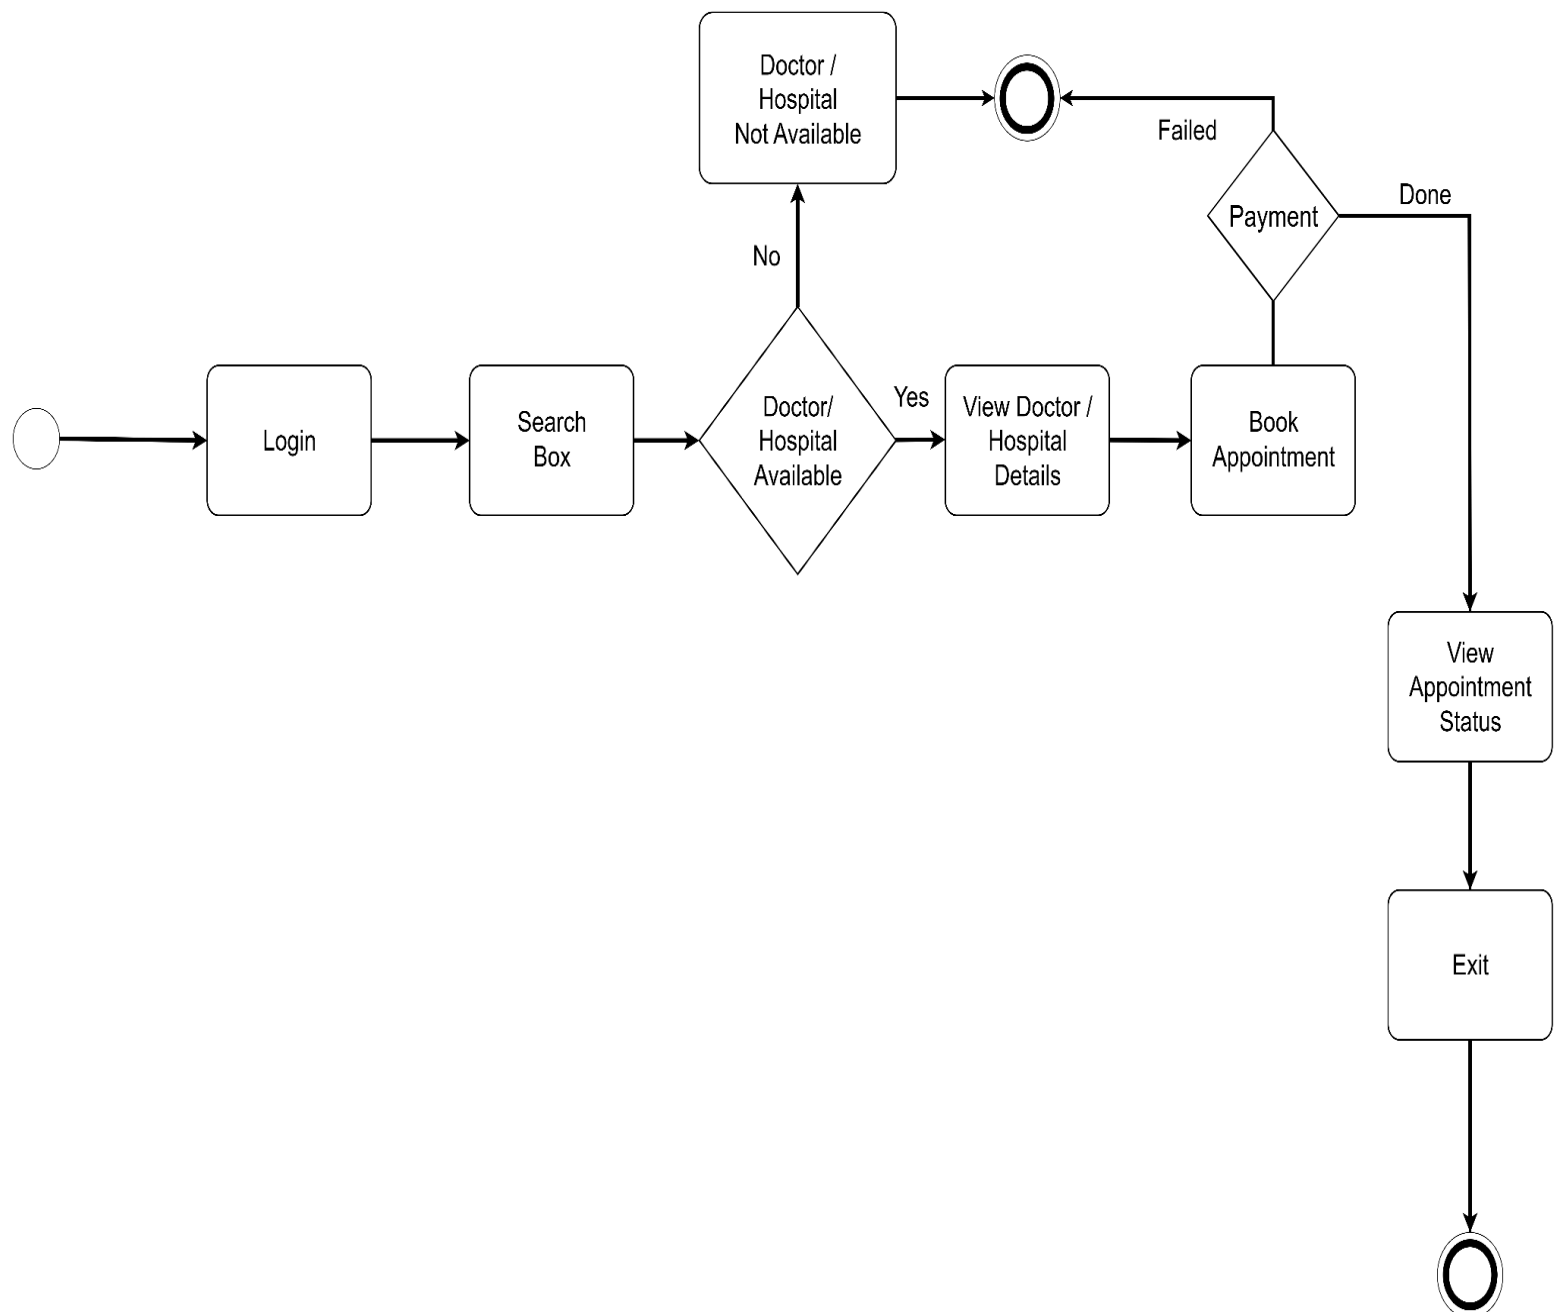 Doctor /
Hospital
Not Available
Failed
Payment
Done
No
Login
Search
Box
Doctor/
Hospital
Available
Yes
View Doctor /
Hospital
Details
Book
Appointment
View
Appointment
Status
Exit